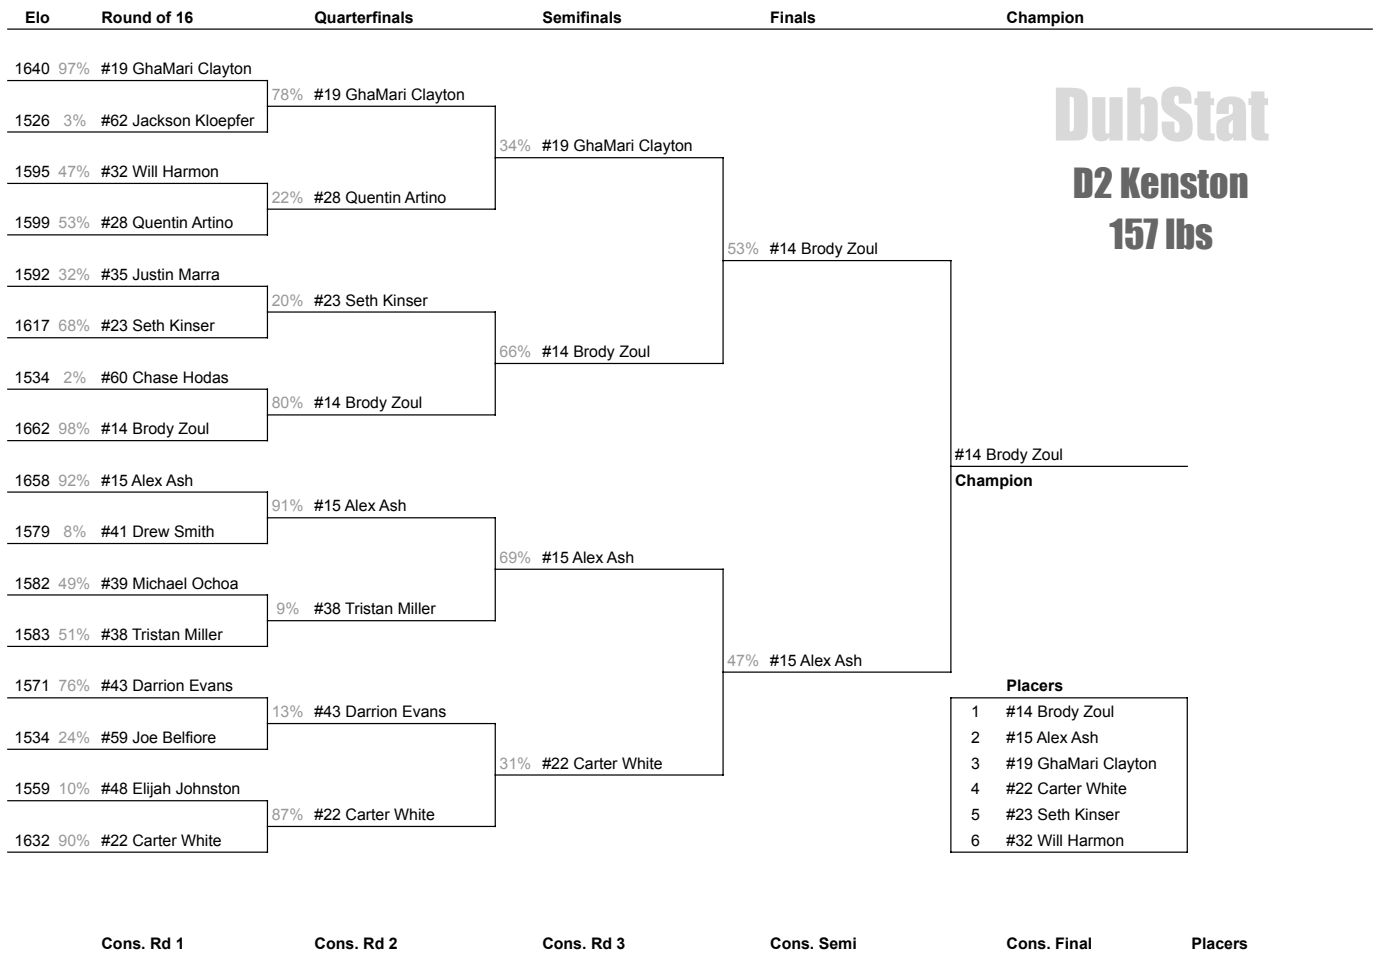 Elo Round of 16 Quarterfinals Semifinals Finals Champion
1640 97% #19 GhaMari Clayton
78% #19 GhaMari Clayton
1526 3% #62 Jackson Kloepfer
34% #19 GhaMari Clayton
1595 47% #32 Will Harmon
22% #28 Quentin Artino
1599 53% #28 Quentin Artino
53% #14 Brody Zoul
1592 32% #35 Justin Marra
20% #23 Seth Kinser
1617 68% #23 Seth Kinser
66% #14 Brody Zoul
1534 2% #60 Chase Hodas
80% #14 Brody Zoul
1662 98% #14 Brody Zoul
#14 Brody Zoul
Champion
1658 92% #15 Alex Ash
91% #15 Alex Ash
1579 8% #41 Drew Smith
69% #15 Alex Ash
1582 49% #39 Michael Ochoa
9% #38 Tristan Miller
1583 51% #38 Tristan Miller
47% #15 Alex Ash
1571 76% #43 Darrion Evans
13% #43 Darrion Evans
1534 24% #59 Joe Belfiore
31% #22 Carter White
1559 10% #48 Elijah Johnston
87% #22 Carter White
1632 90% #22 Carter White
DubStat
D2 Kenston
157 lbs
Placers
1 #14 Brody Zoul
2 #15 Alex Ash
3 #19 GhaMari Clayton
4 #22 Carter White
5 #23 Seth Kinser
6 #32 Will Harmon
Cons. Rd 1 Cons. Rd 2 Cons. Rd 3 Cons. Semi Cons. Final Placers